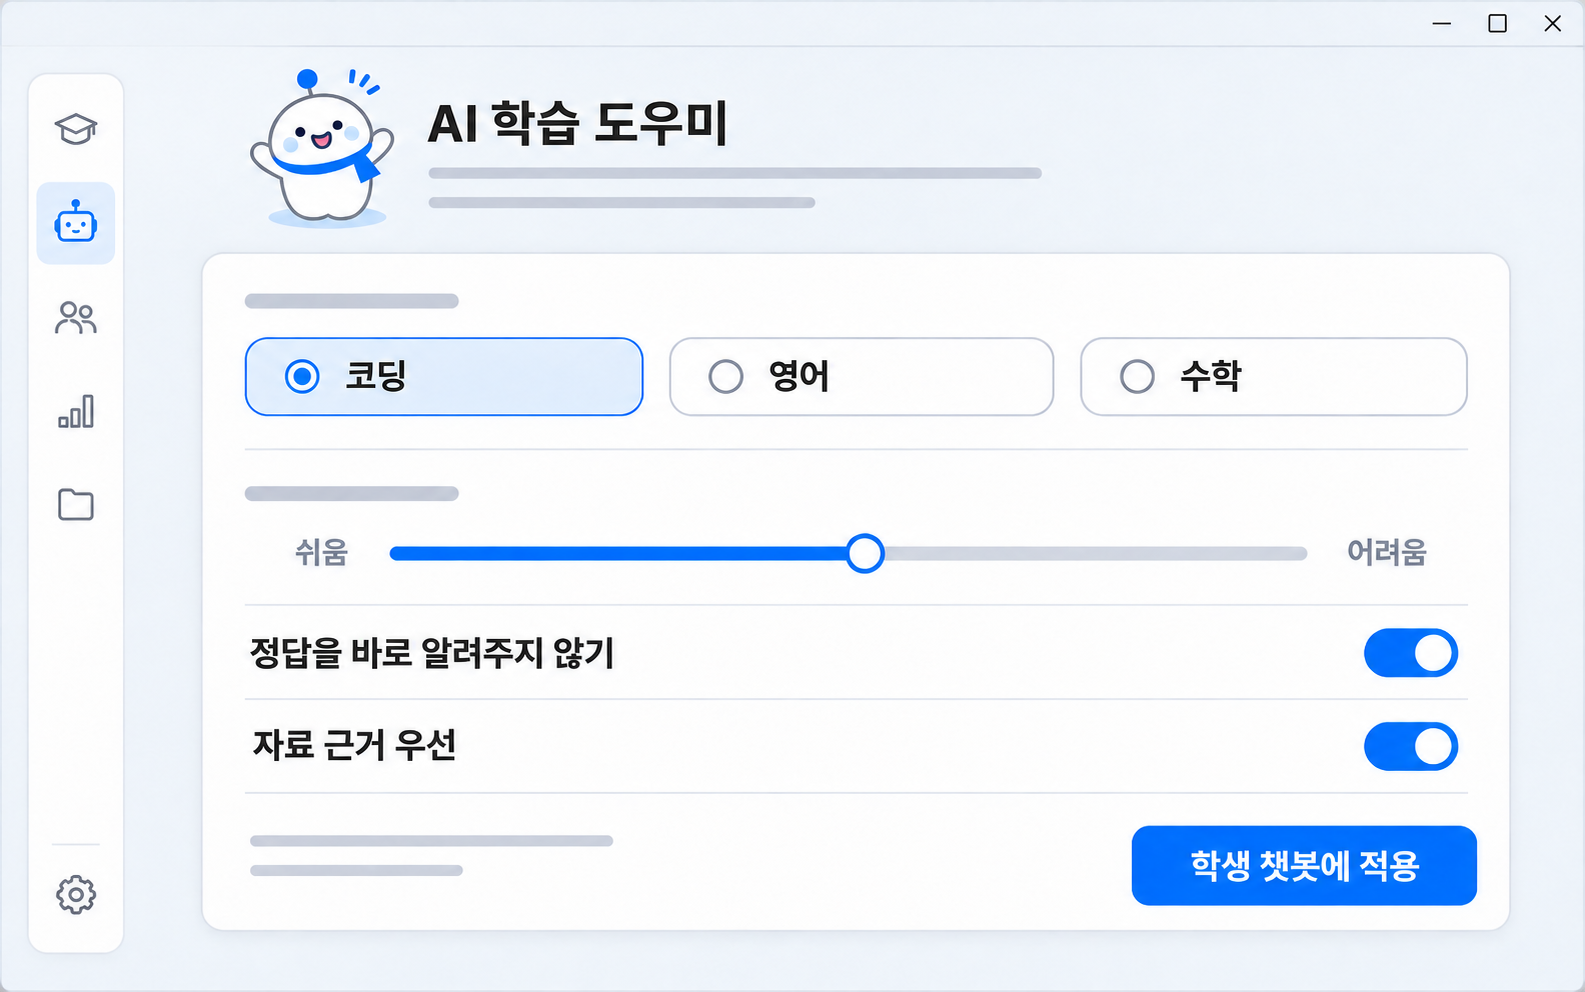 AI 학습 도우미
코딩
영어
수학
쉬움
어려움
정답을 바로 알려주지 않기
자료 근거 우선
학생 챗봇에 적용